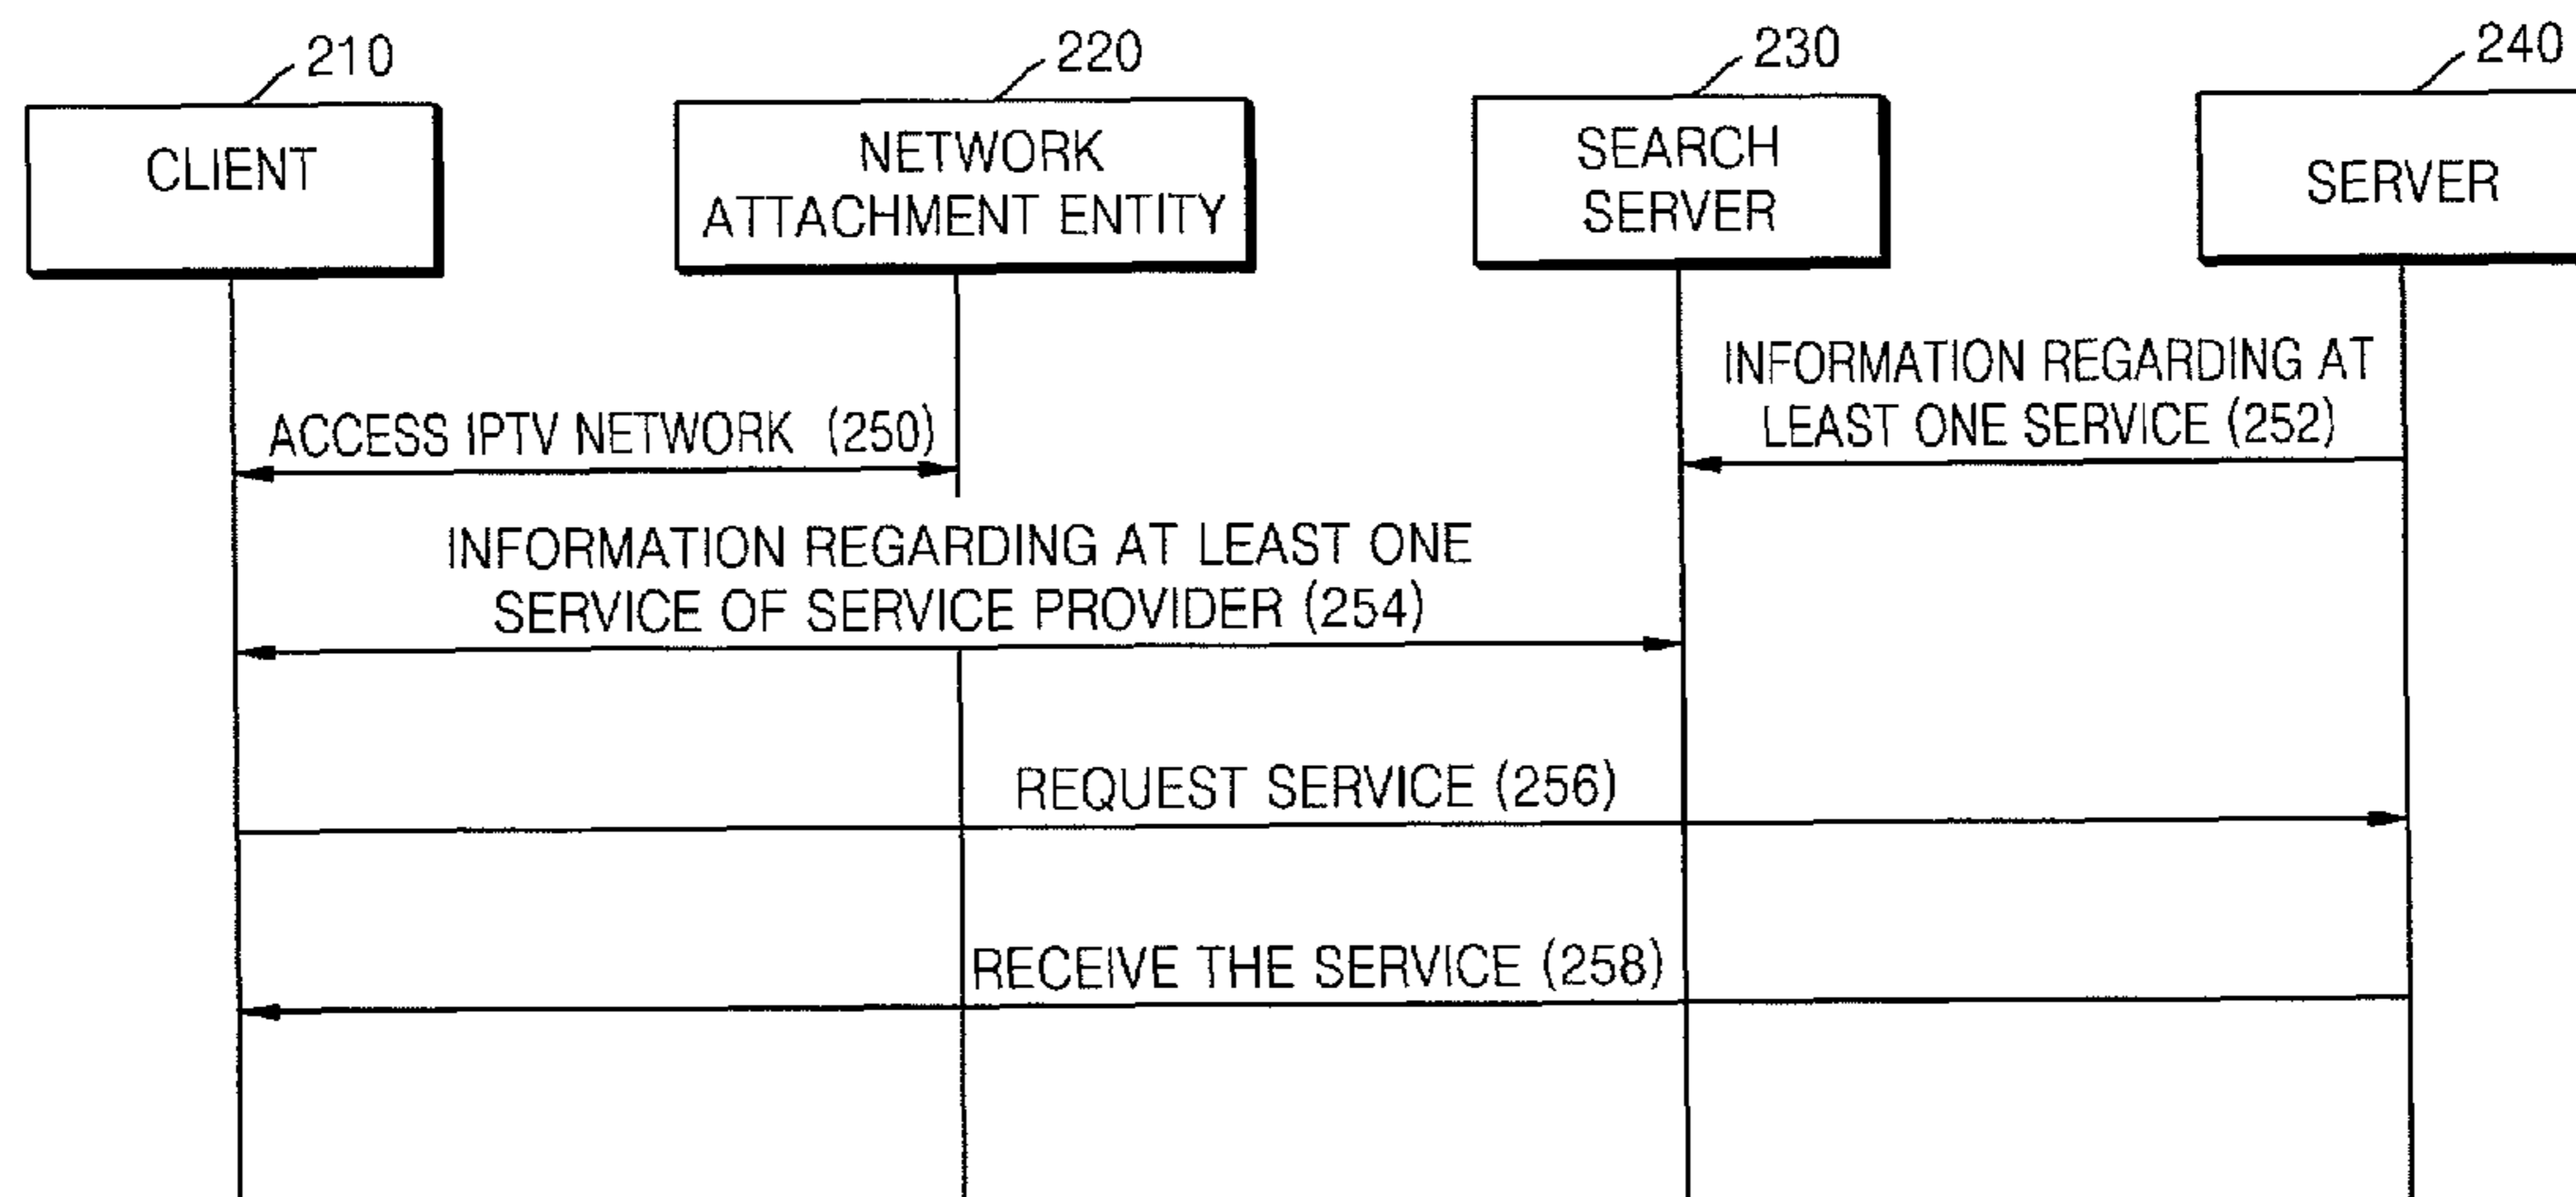 210
220
230
240
CLIENT
NETWORK
ATTACHMENT ENTITY
SEARCH
SERVER
SERVER
INFORMATION REGARDING AT
LEAST ONE SERVICE (252)
ACCESS IPTV NETWORK (250)
INFORMATION REGARDING AT LEAST ONE
SERVICE OF SERVICE PROVIDER (254)
REQUEST SERVICE (256)
RECEIVE THE SERVICE (258)